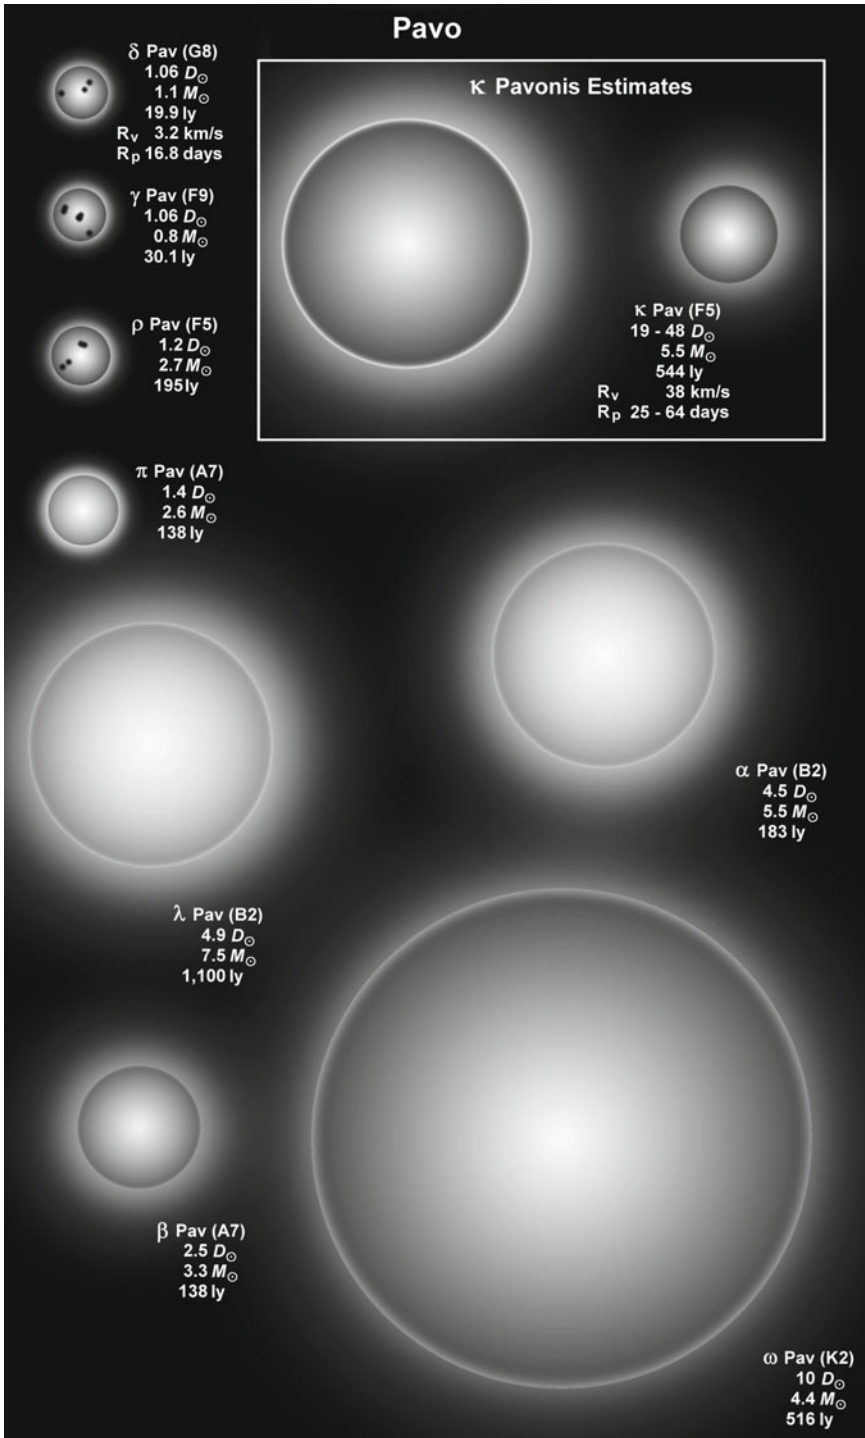 Pavo
δ Pav (G8)
1.06 D☉
1.1 M☉
19.9 ly
Rv 3.2 km/s
Rp 16.8 days
γ Pav (F9)
1.06 D☉
0.8 M☉
30.1 ly
ρ Pav (F5)
1.2 D☉
2.7 M☉
195 ly
π Pav (A7)
1.4 D☉
2.6 M☉
138 ly
κ Pavonis Estimates
κ Pav (F5)
19 - 48 D☉
5.5 M☉
544 ly
Rv 38 km/s
Rp 25 - 64 days
α Pav (B2)
4.5 D☉
5.5 M☉
183 ly
λ Pav (B2)
4.9 D☉
7.5 M☉
1,100 ly
β Pav (A7)
2.5 D☉
3.3 M☉
138 ly
ω Pav (K2)
10 D☉
4.4 M☉
516 ly